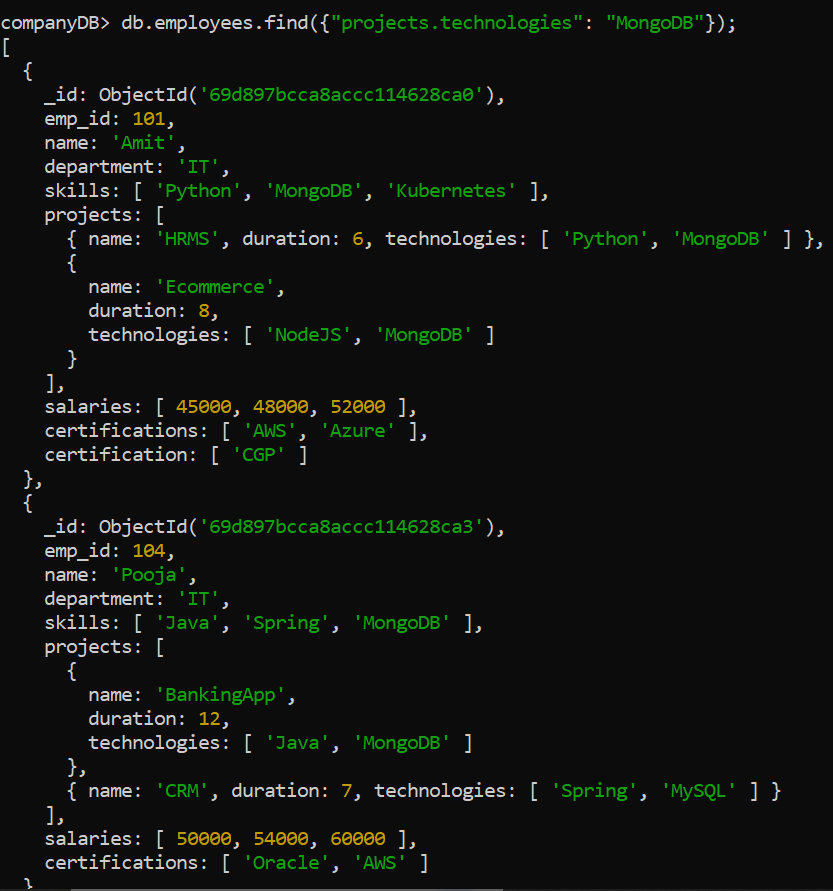 companyDB> db.employees.find({"projects.technologies": "MongoDB"});
[
  {
    _id: ObjectId('69d897bcca8accc114628ca0'),
    emp_id: 101,
    name: 'Amit',
    department: 'IT',
    skills: [ 'Python', 'MongoDB', 'Kubernetes' ],
    projects: [
      { name: 'HRMS', duration: 6, technologies: [ 'Python', 'MongoDB' ] },
      {
        name: 'Ecommerce',
        duration: 8,
        technologies: [ 'NodeJS', 'MongoDB' ]
      }
    ],
    salaries: [ 45000, 48000, 52000 ],
    certifications: [ 'AWS', 'Azure' ],
    certification: [ 'CGP' ]
  },
  {
    _id: ObjectId('69d897bcca8accc114628ca3'),
    emp_id: 104,
    name: 'Pooja',
    department: 'IT',
    skills: [ 'Java', 'Spring', 'MongoDB' ],
    projects: [
      {
        name: 'BankingApp',
        duration: 12,
        technologies: [ 'Java', 'MongoDB' ]
      },
      { name: 'CRM', duration: 7, technologies: [ 'Spring', 'MySQL' ] }
    ],
    salaries: [ 50000, 54000, 60000 ],
    certifications: [ 'Oracle', 'AWS' ]
  }